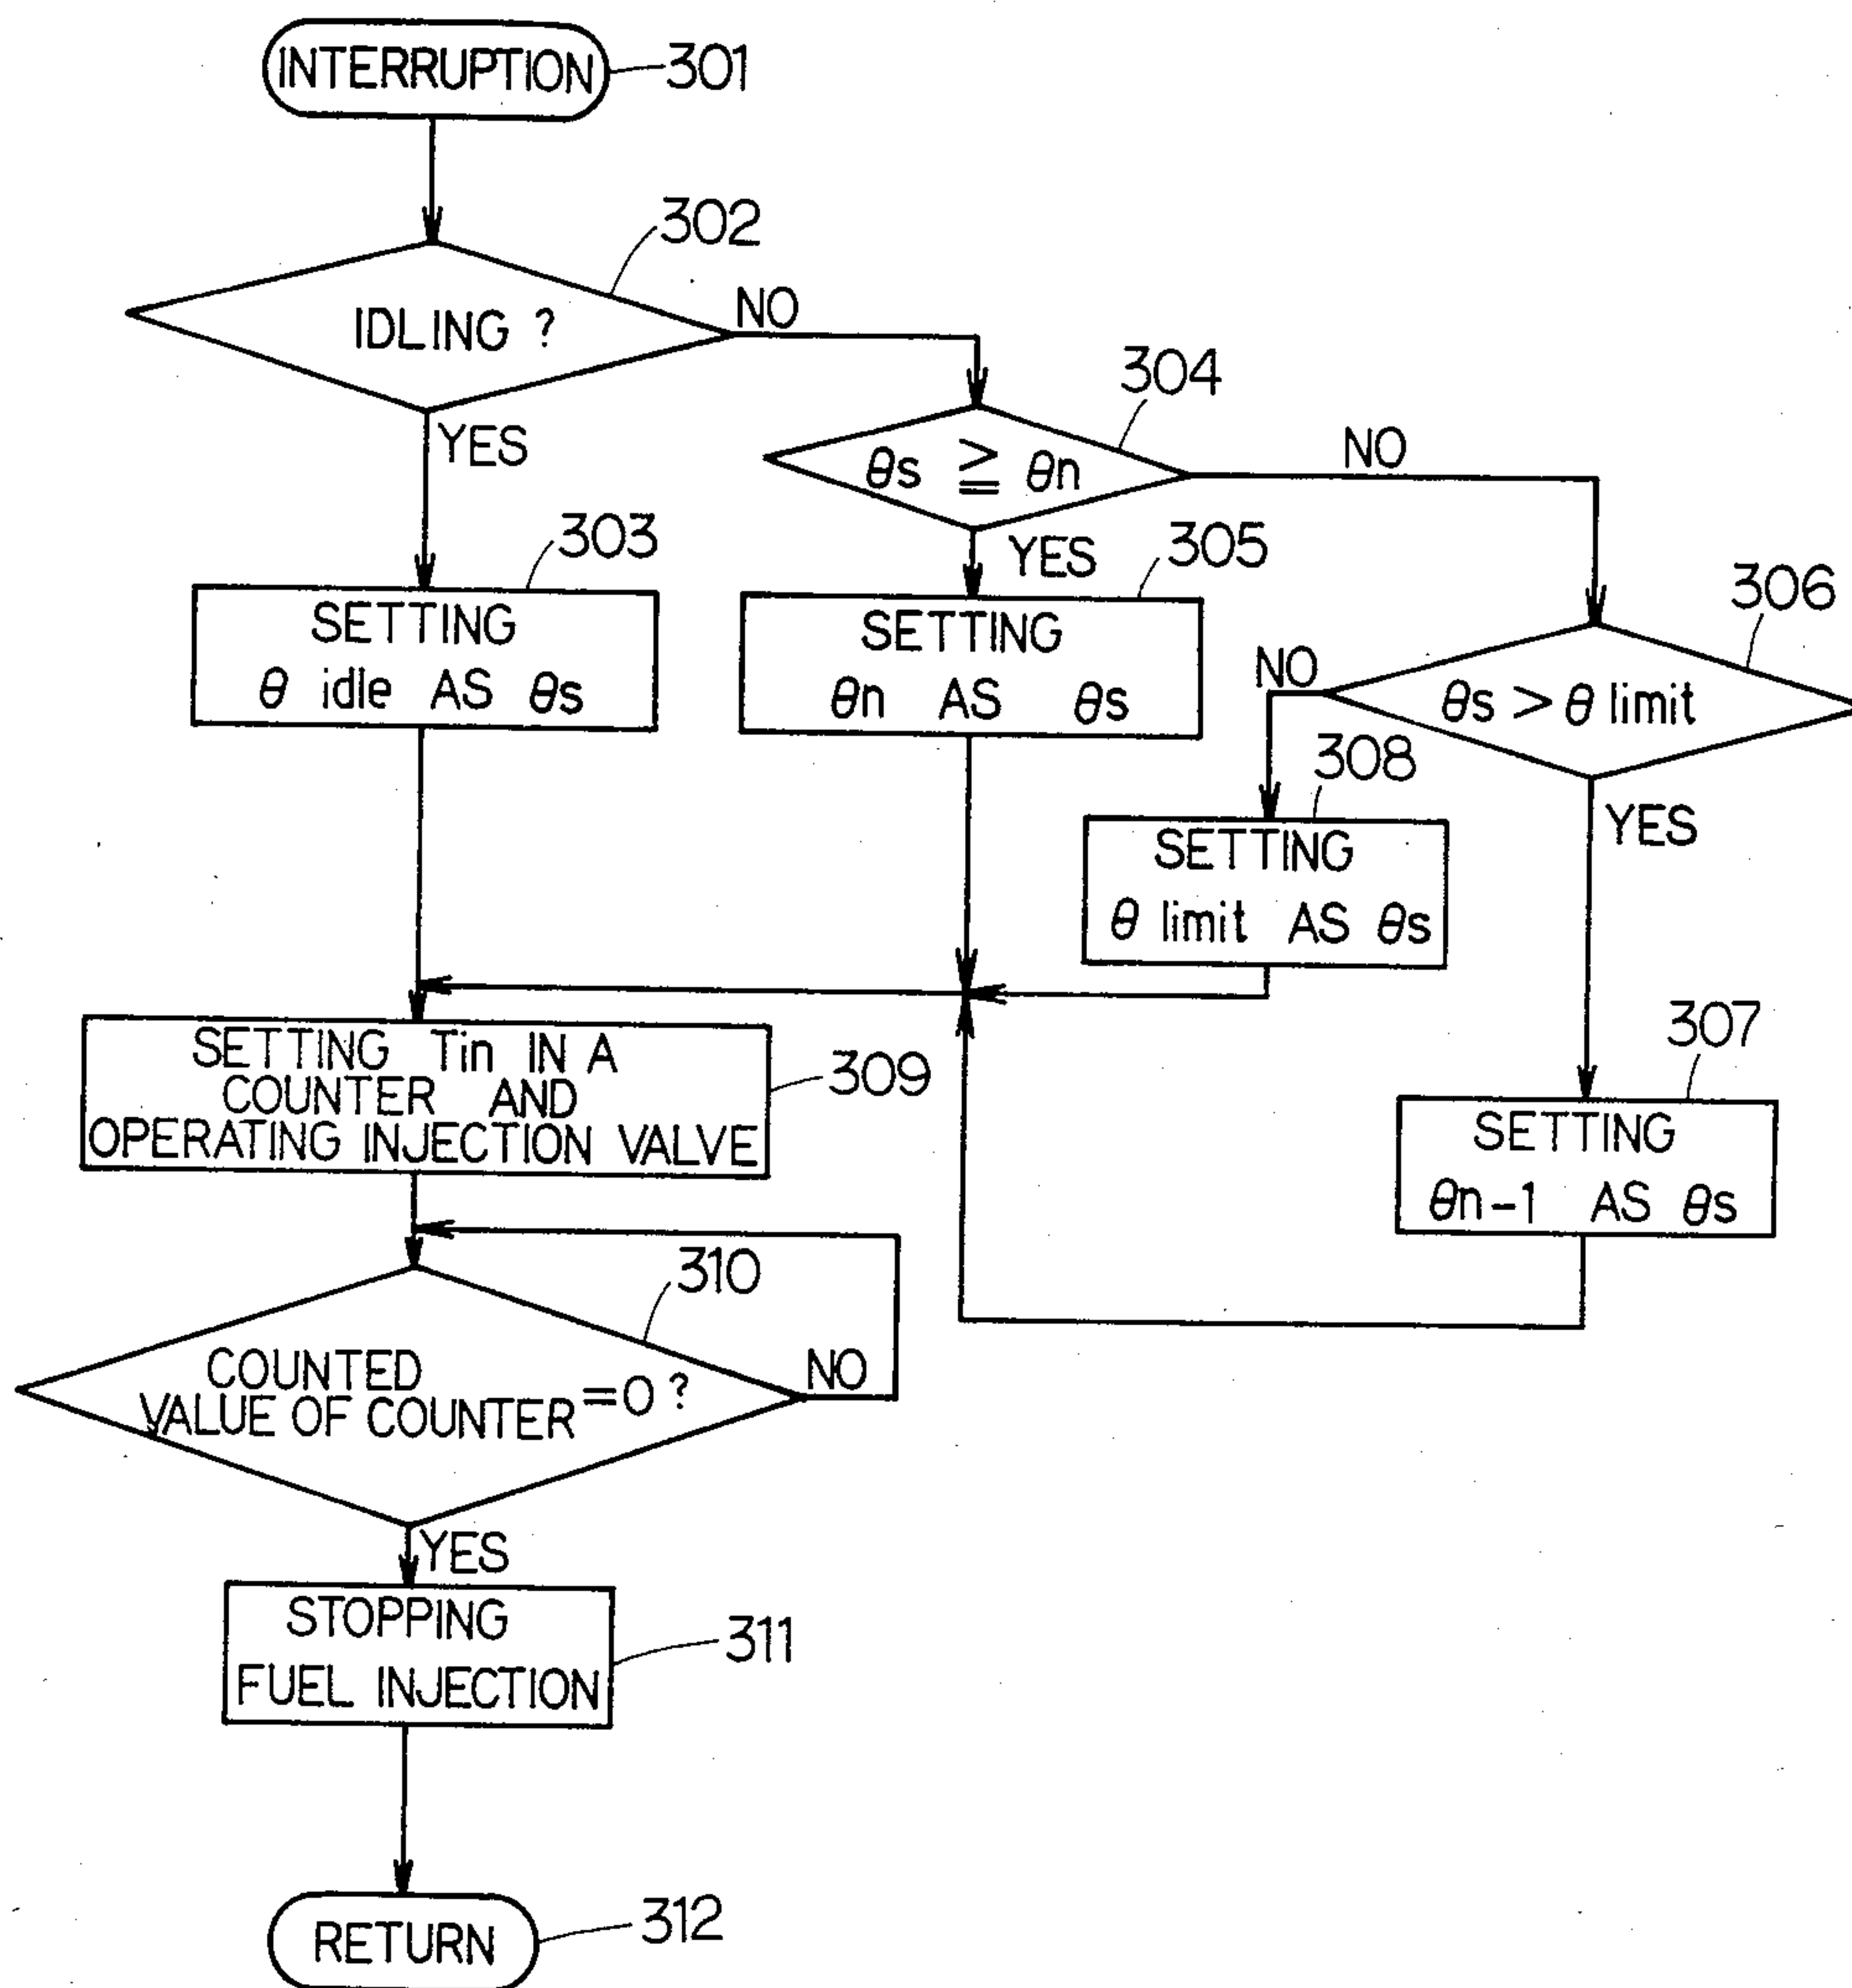 INTERRUPTION
301
302
IDLING ?
NO
YES
304
θs ≧ θn
NO
YES
303
SETTING
θ idle AS θs
305
SETTING
θn AS θs
306
θs > θ limit
NO
YES
308
SETTING
θ limit AS θs
307
SETTING
θn-1 AS θs
SETTING Tin IN A
COUNTER AND
OPERATING INJECTION VALVE
309
310
COUNTED
VALUE OF COUNTER =0 ?
NO
YES
STOPPING
FUEL INJECTION
311
RETURN
312